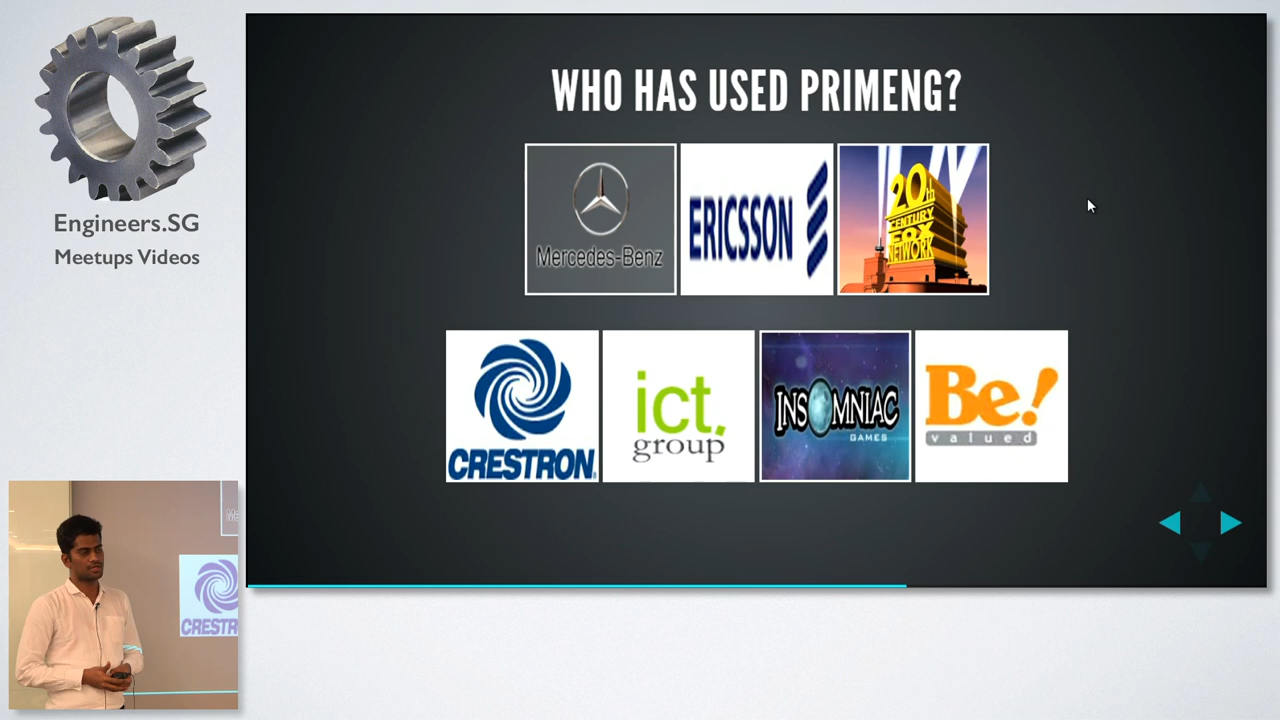 Engineers.SG
Meetups Videos
WHO HAS USED PRIMENG?
Mercedes-Benz
ERICSSON
20th
CENTURY
FOX
NETWORK
CRESTRON®
ict.
group
INSOMNIAC
GAMES
Be!
valued
Me
CRESTR